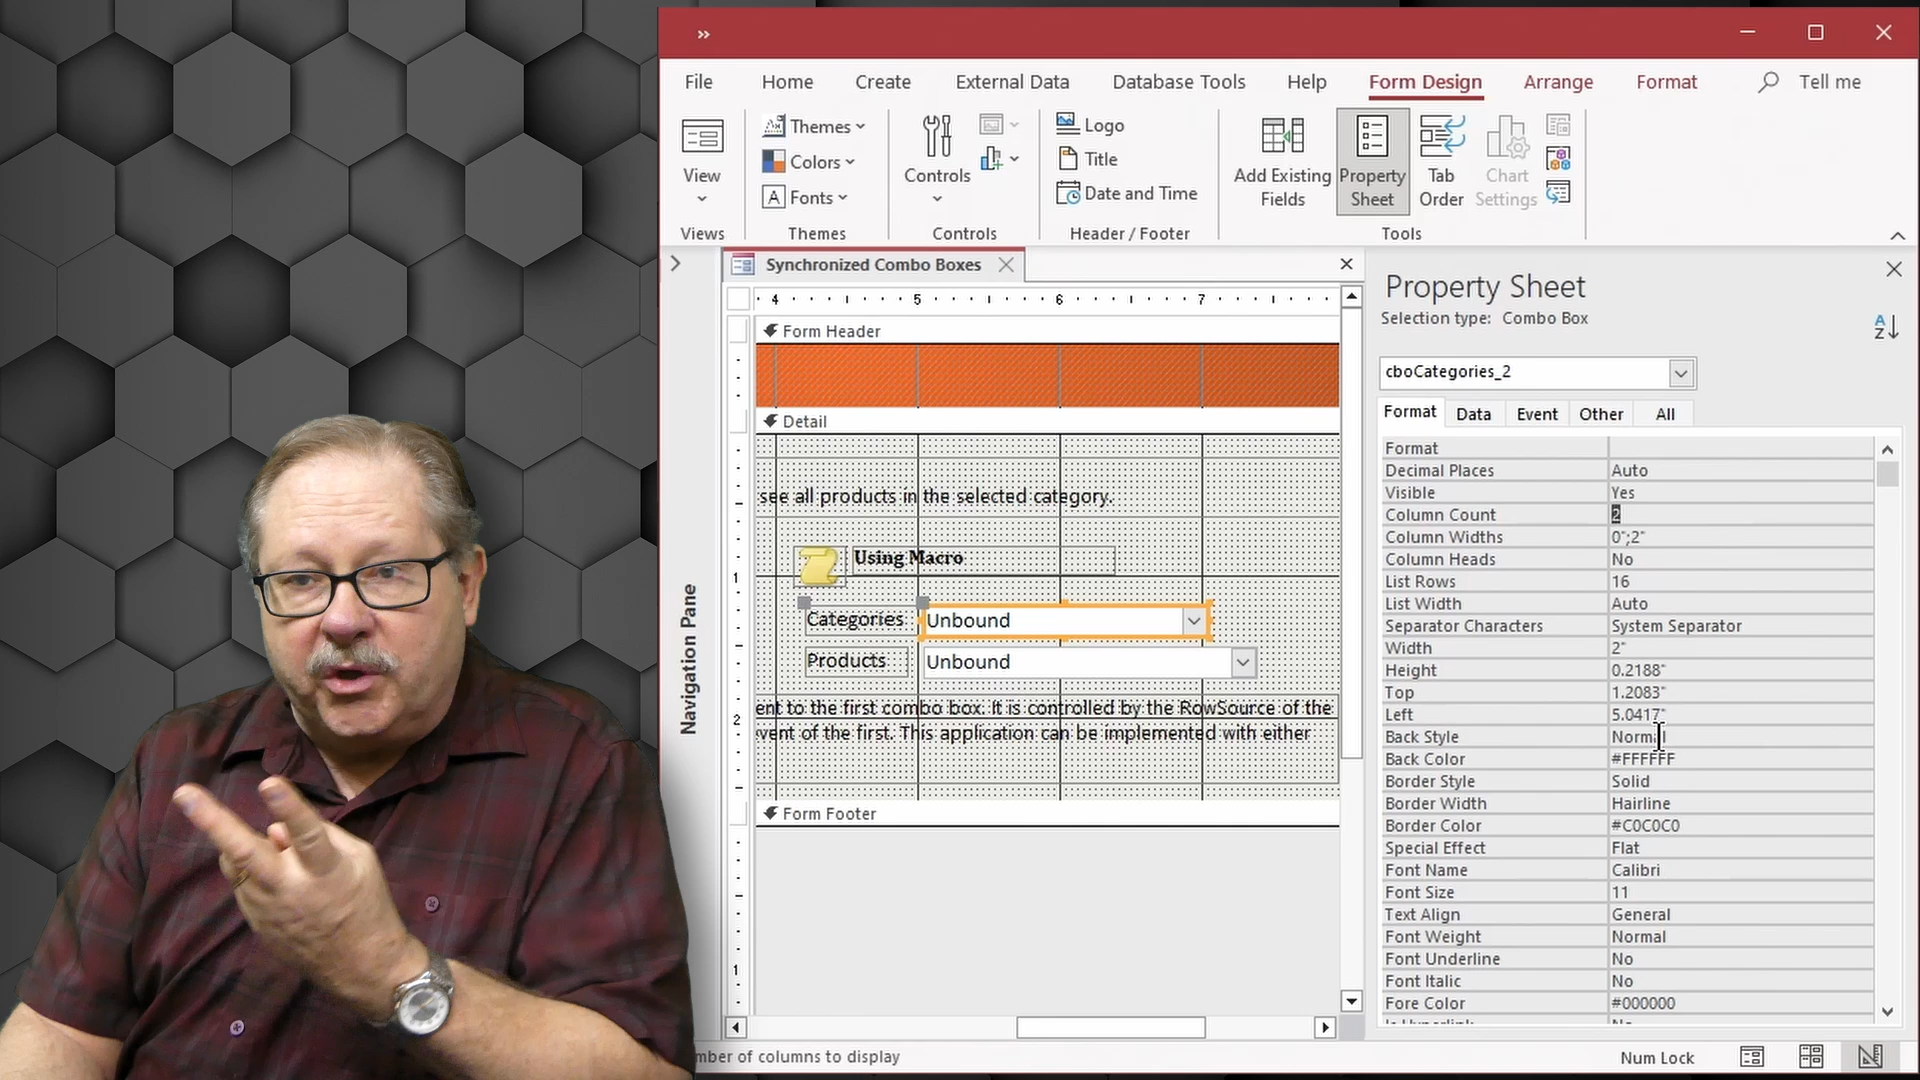 »
File Home Create External Data Database Tools Help Form Design Arrange Format Tell me
View
Views
Themes
Colors
Fonts
Themes
Controls
Controls
Logo
Title
Date and Time
Header / Footer
Add Existing Fields
Property Sheet
Tab Order
Chart Settings
Tools
Synchronized Combo Boxes
4 5 6 7
Form Header
Detail
see all products in the selected category.
1
Using Macro
Categories Unbound
Products Unbound
2
ent to the first combo box. It is controlled by the RowSource of the
vent of the first. This application can be implemented with either
Form Footer
1
Navigation Pane
Property Sheet
Selection type: Combo Box
A
Z
cboCategories_2
Format Data Event Other All
Format
Decimal Places Auto
Visible Yes
Column Count 2
Column Widths 0";2"
Column Heads No
List Rows 16
List Width Auto
Separator Characters System Separator
Width 2"
Height 0.2188"
Top 1.2083"
Left 5.0417"
Back Style Normal
Back Color #FFFFFF
Border Style Solid
Border Width Hairline
Border Color #C0C0C0
Special Effect Flat
Font Name Calibri
Font Size 11
Text Align General
Font Weight Normal
Font Underline No
Font Italic No
Fore Color #000000
mber of columns to display
Num Lock